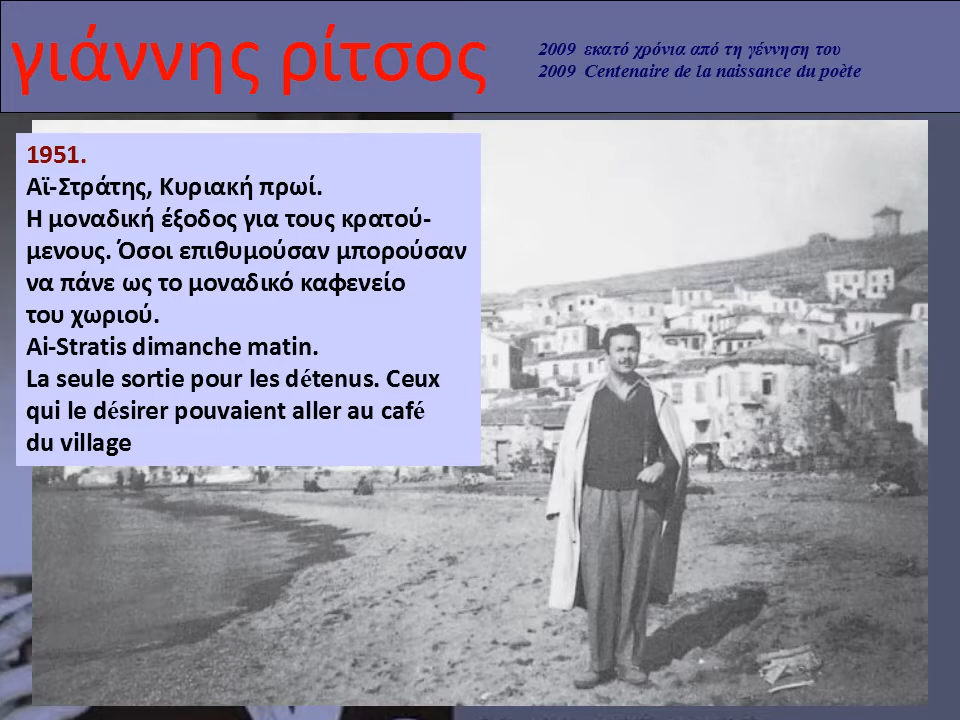 γιάννης ρίτσος
2009 εκατό χρόνια από τη γέννηση του
2009 Centenaire de la naissance du poète
1951.
Αϊ-Στράτης, Κυριακή πρωί.
Η μοναδική έξοδος για τους κρατού-
μενους. Όσοι επιθυμούσαν μπορούσαν
να πάνε ως το μοναδικό καφενείο
του χωριού.
Ai-Stratis dimanche matin.
La seule sortie pour les détenus. Ceux
qui le désirer pouvaient aller au café
du village